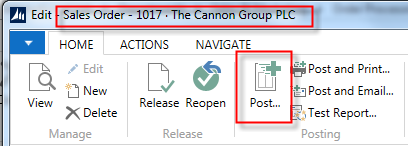 Edit - Sales Order - 1017 · The Cannon Group PLC
HOME ACTIONS NAVIGATE
View
Edit
New
Delete
Manage
Release
Reopen
Release
Post...
Post and Print...
Post and Email...
Test Report...
Posting